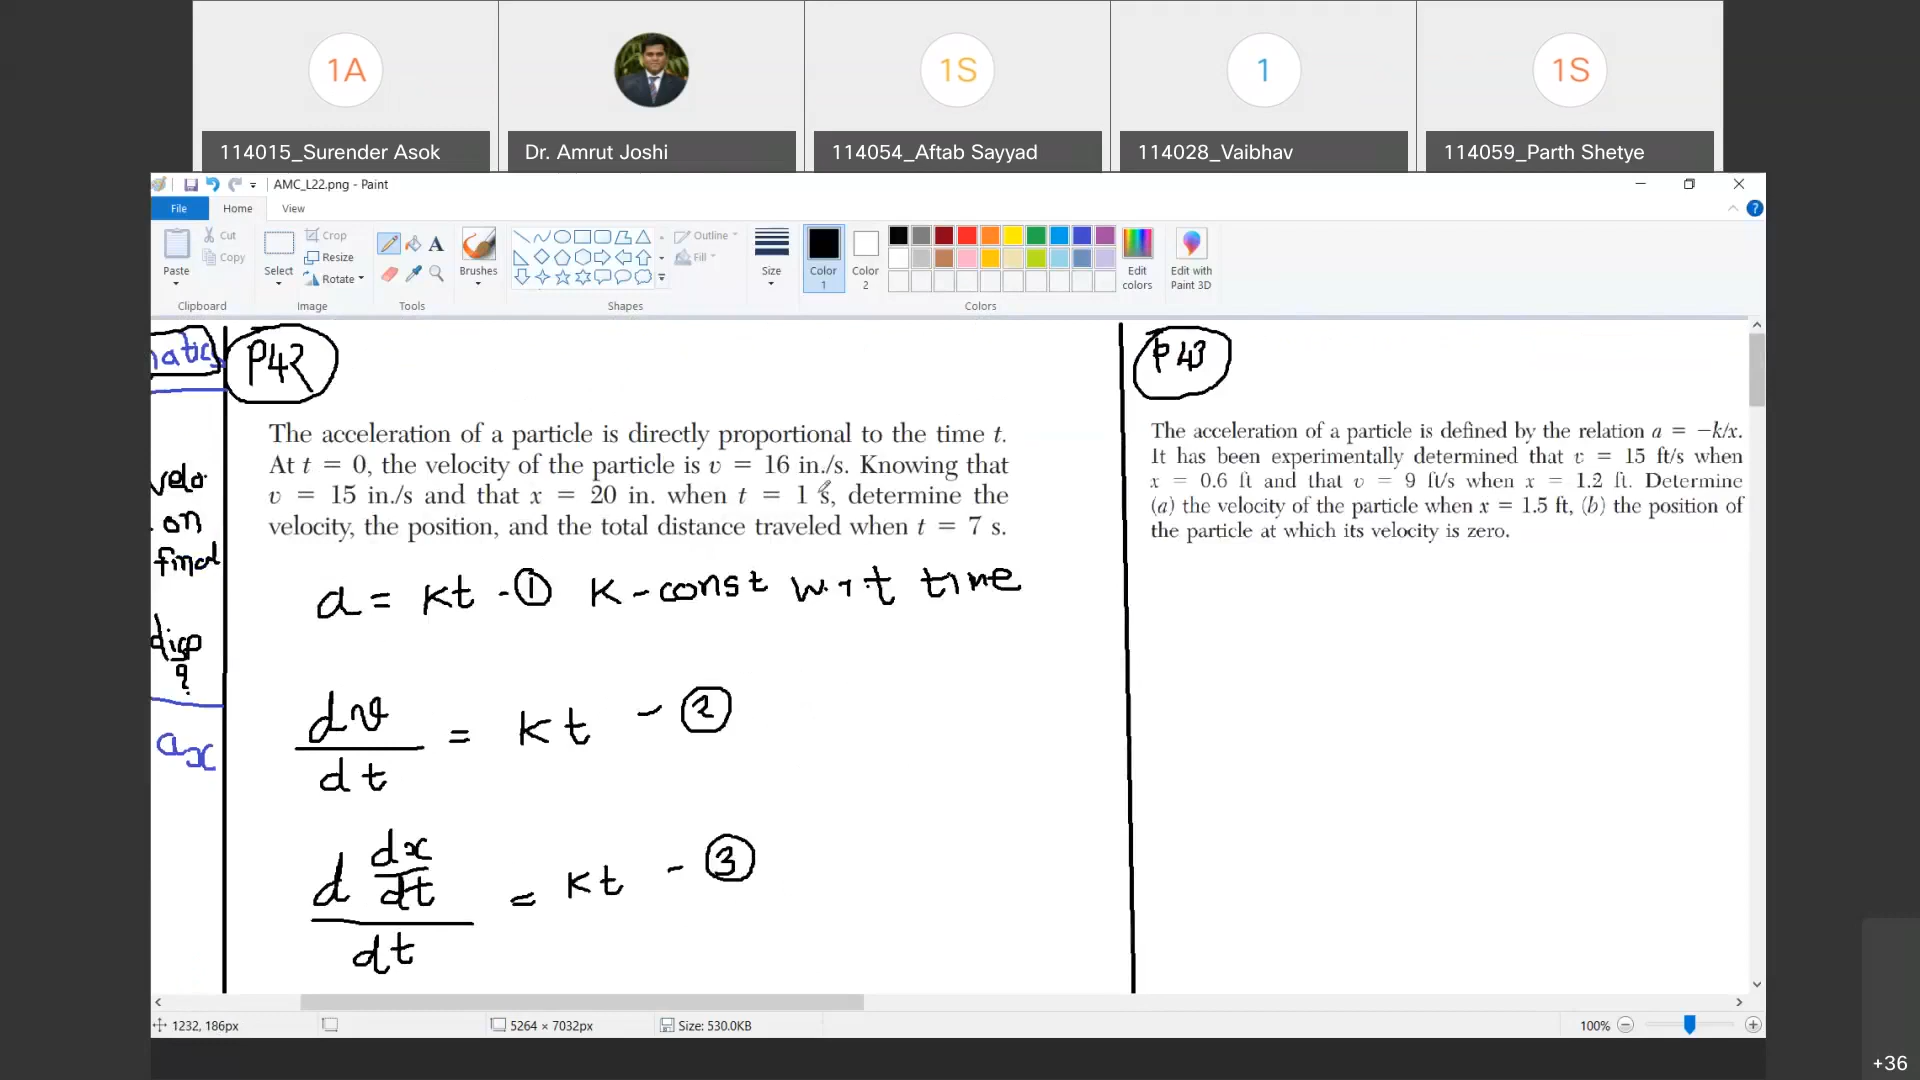 1A
1S
1
1S
114015_Surender Asok
Dr. Amrut Joshi
114054_Aftab Sayyad
114028_Vaibhav
114059_Parth Shetye
AMC_L22.png - Paint
File
Home
View
Paste
Cut
Copy
Clipboard
Select
Crop
Resize
Rotate
Image
A
Tools
Brushes
Outline
Fill
Shapes
Size
Color
1
Color
2
Colors
Edit
colors
Edit with
Paint 3D
?
velo
on
final
disp
?
ax
P42
The acceleration of a particle is directly proportional to the time t.
At t = 0, the velocity of the particle is v = 16 in./s. Knowing that
v = 15 in./s and that x = 20 in. when t = 1 s, determine the
velocity, the position, and the total distance traveled when t = 7 s.
a = kt - ① K - const w.r.t time
dv
dt
= kt - ②
d dx
dt
dt
= kt - ③
P43
The acceleration of a particle is defined by the relation a = −k/x.
It has been experimentally determined that v = 15 ft/s when
x = 0.6 ft and that v = 9 ft/s when x = 1.2 ft. Determine
(a) the velocity of the particle when x = 1.5 ft, (b) the position of
the particle at which its velocity is zero.
1232, 186px
5264 × 7032px
Size: 530.0KB
100%
+36